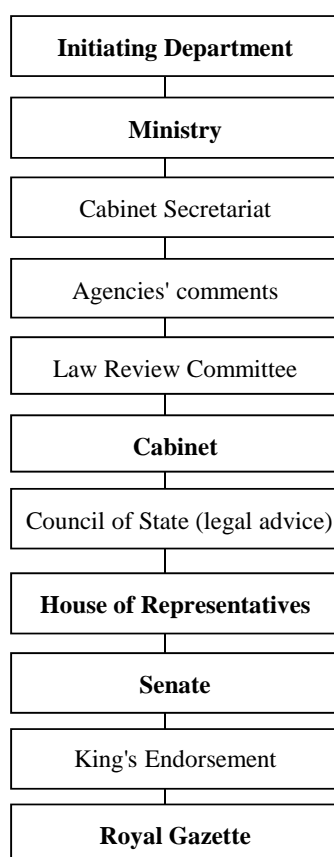 Initiating Department
Ministry
Cabinet Secretariat
Agencies' comments
Law Review Committee
Cabinet
Council of State (legal advice)
House of Representatives
Senate
King's Endorsement
Royal Gazette